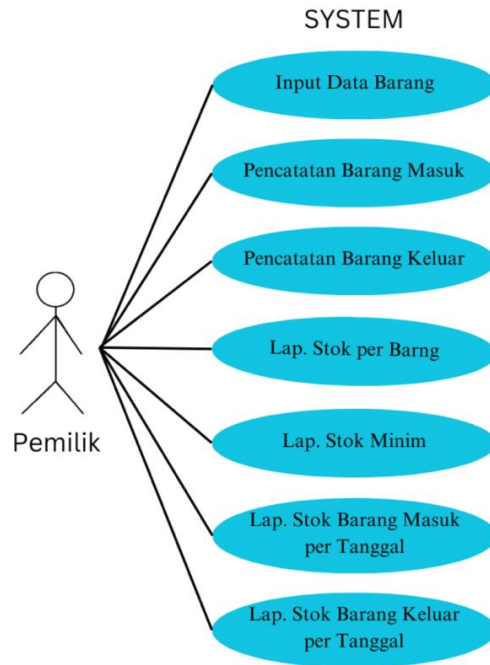 SYSTEM
Input Data Barang
Pencatatan Barang Masuk
Pencatatan Barang Keluar
Lap. Stok per Barng
Pemilik
Lap. Stok Minim
Lap. Stok Barang Masuk
per Tanggal
Lap. Stok Barang Keluar
per Tanggal